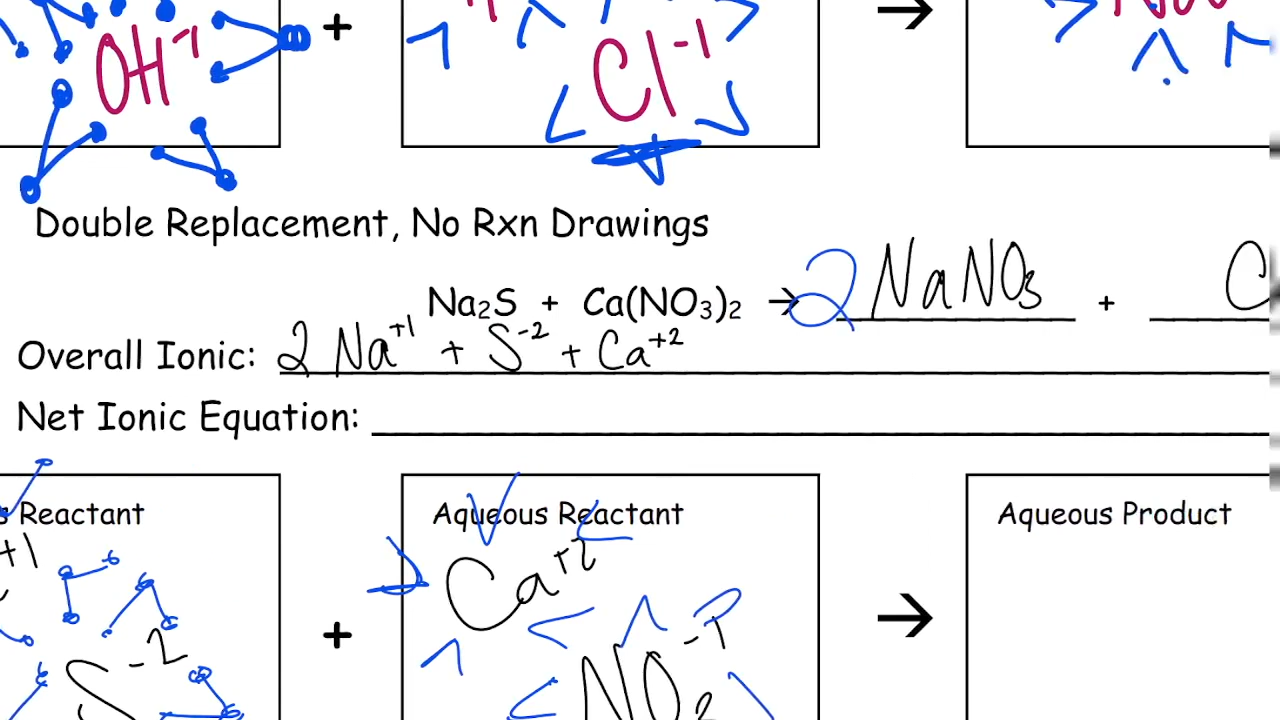 OH-1 + Cl-1 →
Double Replacement, No Rxn Drawings
Na2S + Ca(NO3)2 → 2 NaNO3 + C
Overall Ionic: 2 Na+1 + S-2 + Ca+2
Net Ionic Equation:
Reactant Aqueous Reactant Aqueous Product
+1 Ca+2
+ →
S-2 NO3-1